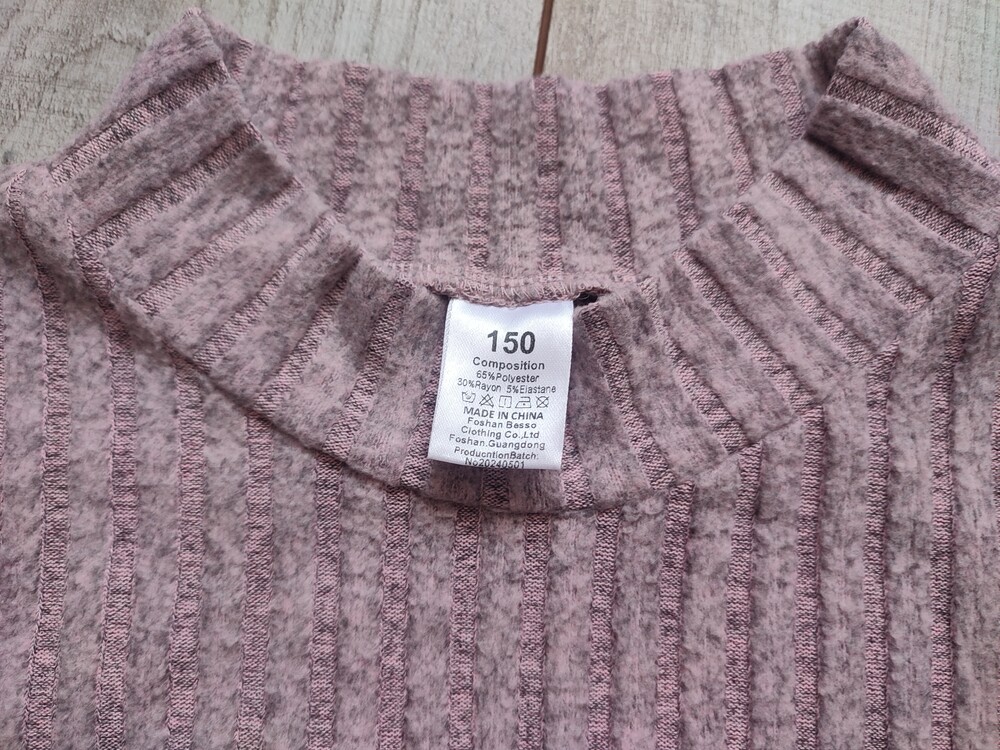 150
Composition
65%Polyester
30%Rayon 5%Elastane
MADE IN CHINA
Foshan Besso
Clothing Co.,Ltd
Foshan.Guangdong
ProducntionBatch:
No20240501